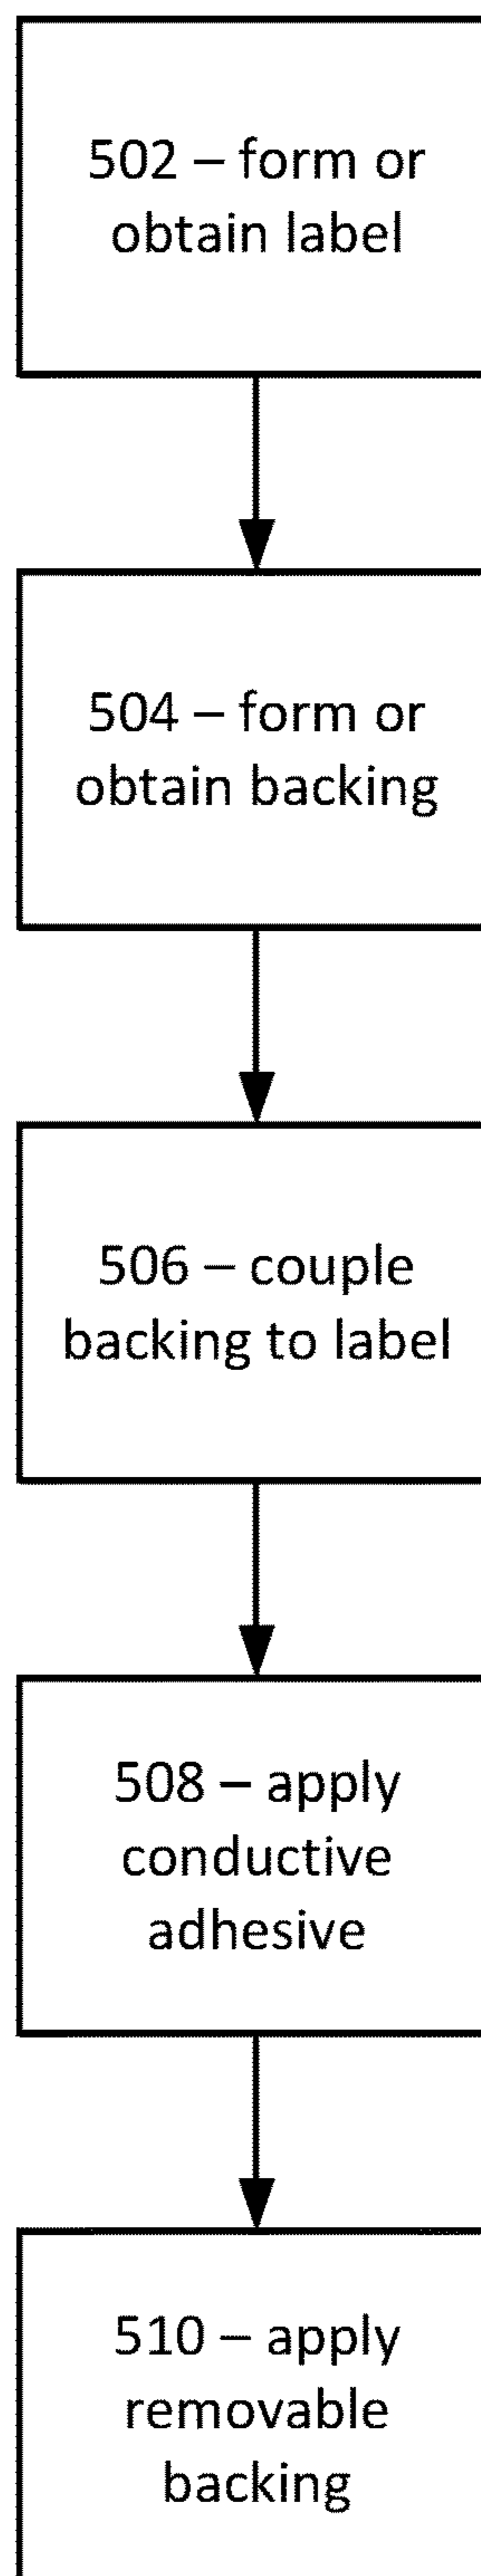 502 – form or
obtain label
504 – form or
obtain backing
506 – couple
backing to label
508 – apply
conductive
adhesive
510 – apply
removable
backing